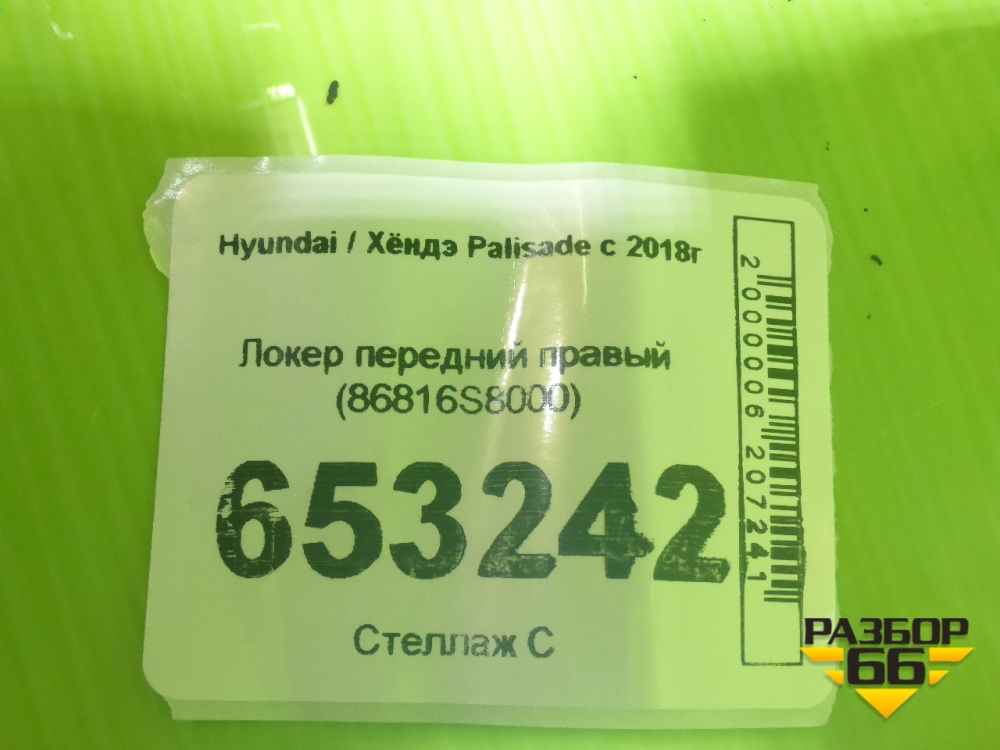 Hyundai / Хёндэ Palisade с 2018г
Локер передний правый
(86816S8000)
653242
Стеллаж С
2000006207241
РАЗБОР
66